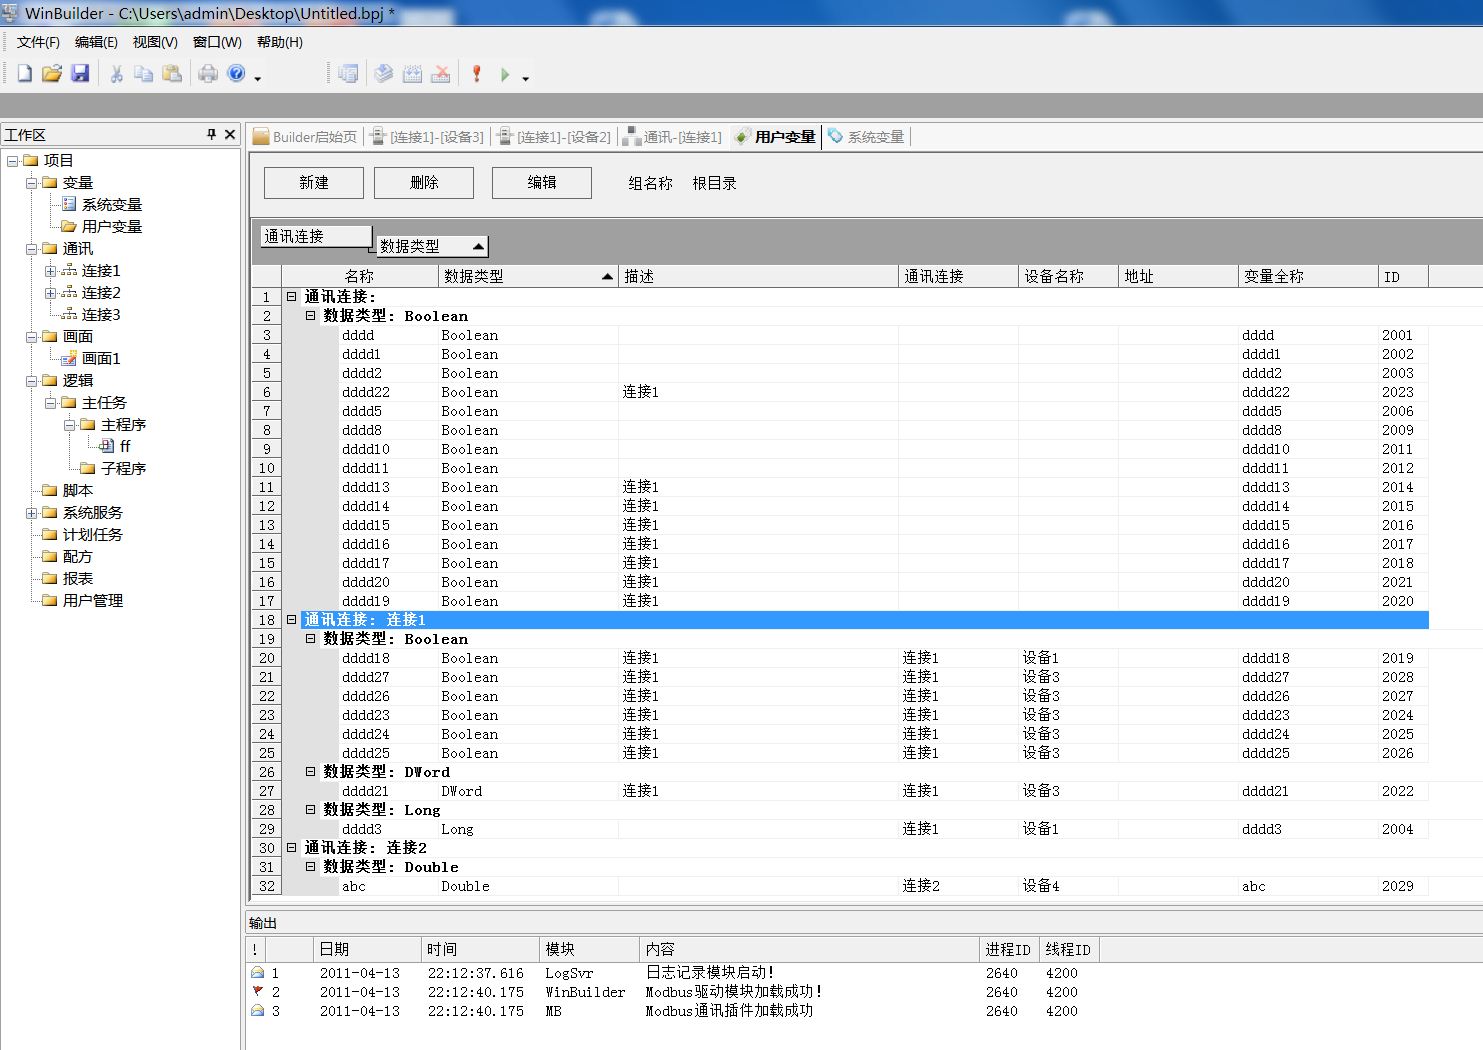 WinBuilder - C:\Users\admin\Desktop\Untitled.bpj *
文件(F) 编辑(E) 视图(V) 窗口(W) 帮助(H)
工作区
项目
变量
系统变量
用户变量
通讯
连接1
连接2
连接3
画面
画面1
逻辑
主任务
主程序
ff
子程序
脚本
系统服务
计划任务
配方
报表
用户管理
Builder启始页 [连接1]-[设备3] [连接1]-[设备2] 通讯-[连接1] 用户变量 系统变量
新建 删除 编辑 组名称 根目录
通讯连接
数据类型
名称 数据类型 描述 通讯连接 设备名称 地址 变量全称 ID
1 通讯连接:
2 数据类型: Boolean
3 dddd Boolean dddd 2001
4 dddd1 Boolean dddd1 2002
5 dddd2 Boolean dddd2 2003
6 dddd22 Boolean 连接1 dddd22 2023
7 dddd5 Boolean dddd5 2006
8 dddd8 Boolean dddd8 2009
9 dddd10 Boolean dddd10 2011
10 dddd11 Boolean dddd11 2012
11 dddd13 Boolean 连接1 dddd13 2014
12 dddd14 Boolean 连接1 dddd14 2015
13 dddd15 Boolean 连接1 dddd15 2016
14 dddd16 Boolean 连接1 dddd16 2017
15 dddd17 Boolean 连接1 dddd17 2018
16 dddd20 Boolean 连接1 dddd20 2021
17 dddd19 Boolean 连接1 dddd19 2020
18 通讯连接: 连接1
19 数据类型: Boolean
20 dddd18 Boolean 连接1 连接1 设备1 dddd18 2019
21 dddd27 Boolean 连接1 连接1 设备3 dddd27 2028
22 dddd26 Boolean 连接1 连接1 设备3 dddd26 2027
23 dddd23 Boolean 连接1 连接1 设备3 dddd23 2024
24 dddd24 Boolean 连接1 连接1 设备3 dddd24 2025
25 dddd25 Boolean 连接1 连接1 设备3 dddd25 2026
26 数据类型: DWord
27 dddd21 DWord 连接1 连接1 设备3 dddd21 2022
28 数据类型: Long
29 dddd3 Long 连接1 设备1 dddd3 2004
30 通讯连接: 连接2
31 数据类型: Double
32 abc Double 连接2 设备4 abc 2029
输出
! 日期 时间 模块 内容 进程ID 线程ID
1 2011-04-13 22:12:37.616 LogSvr 日志记录模块启动! 2640 4200
2 2011-04-13 22:12:40.175 WinBuilder Modbus驱动模块加载成功! 2640 4200
3 2011-04-13 22:12:40.175 MB Modbus通讯插件加载成功 2640 4200